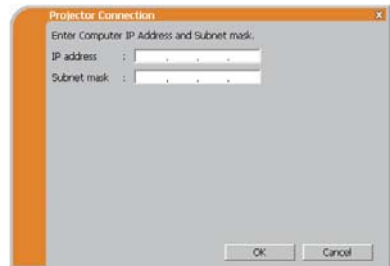 Projector Connection
Enter Computer IP Address and Subnet mask.
IP address : . . .
Subnet mask : . . .
OK Cancel